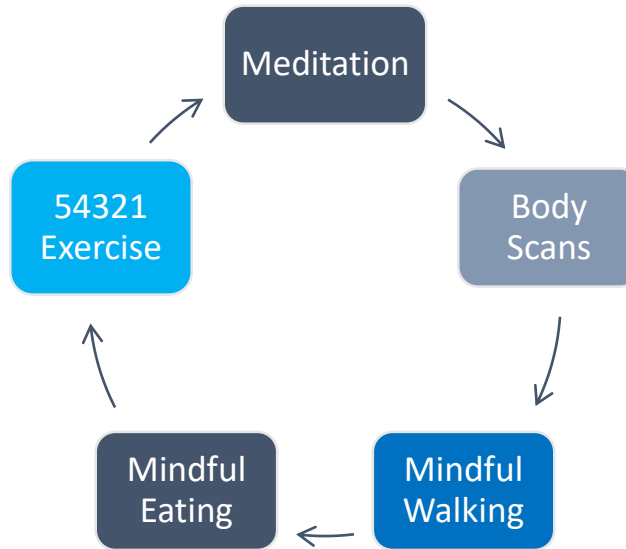 Meditation
Body
Scans
Mindful
Walking
Mindful
Eating
54321
Exercise